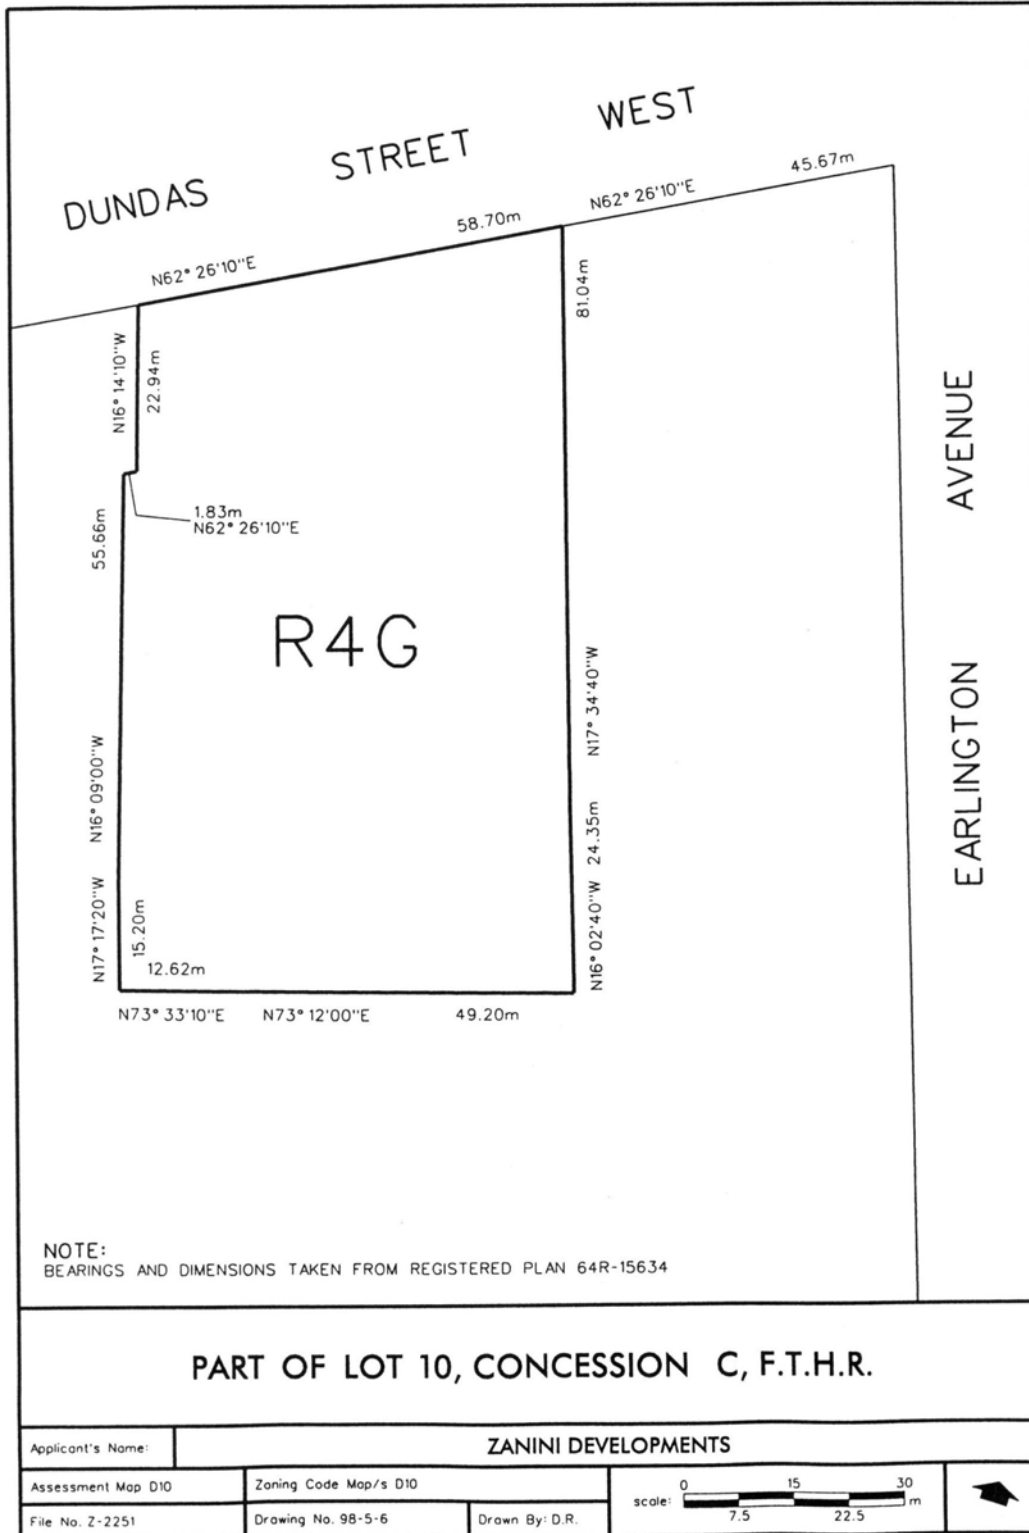 DUNDAS STREET WEST
N62° 26'10"E
58.70m
N62° 26'10"E
45.67m
N16° 14'10"W
22.94m
81.04m
1.83m
N62° 26'10"E
55.66m
R4G
N17° 34'40"W
N16° 09'00"W
24.35m
N16° 02'40"W
N17° 17'20"W
15.20m
12.62m
N73° 33'10"E
N73° 12'00"E
49.20m
EARLINGTON AVENUE
NOTE:
BEARINGS AND DIMENSIONS TAKEN FROM REGISTERED PLAN 64R-15634
PART OF LOT 10, CONCESSION C, F.T.H.R.
Applicant's Name:
ZANINI DEVELOPMENTS
Assessment Map D10
Zoning Code Map/s D10
File No. Z-2251
Drawing No. 98-5-6
Drawn By: D.R.
scale:
0 15 30
m
7.5 22.5